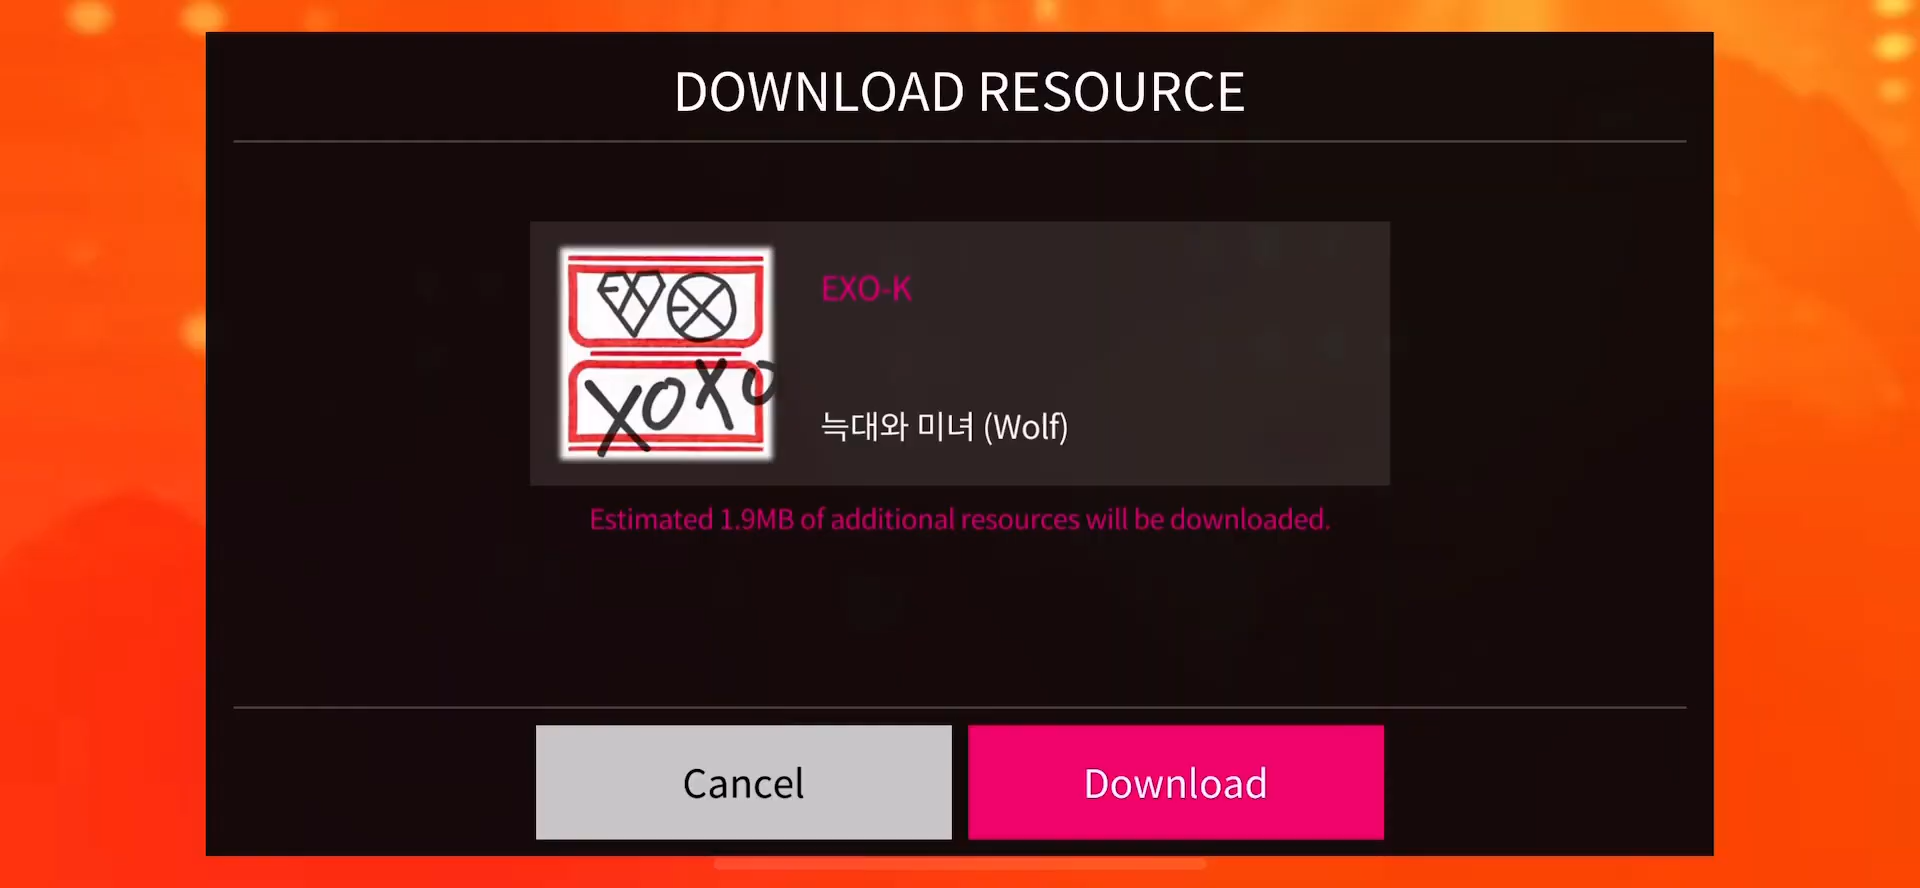 DOWNLOAD RESOURCE
EXO
XOXO
EXO-K
늑대와 미녀 (Wolf)
Estimated 1.9MB of additional resources will be downloaded.
Cancel
Download